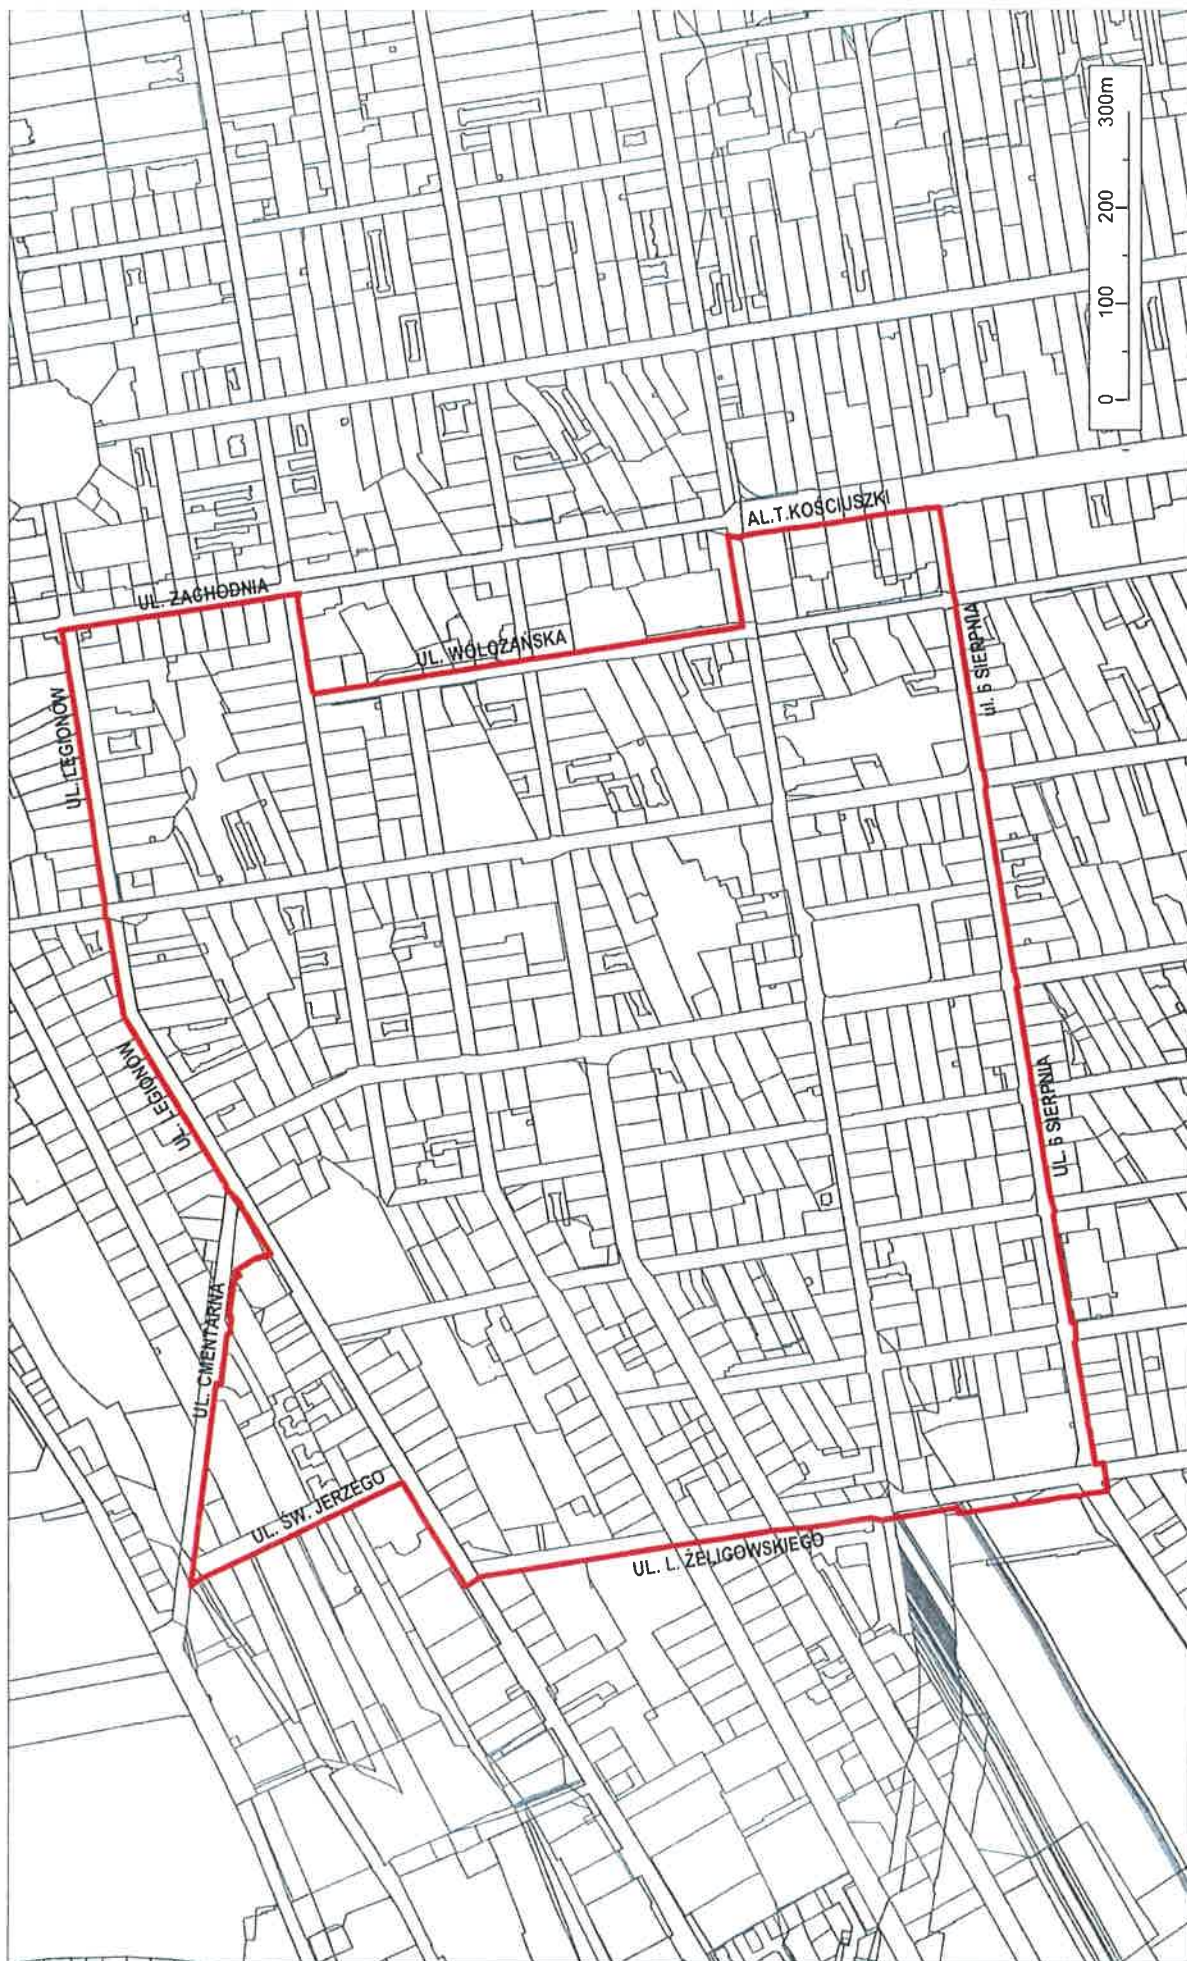 UL. ZACHODNIA
UL. LEGIONÓW
UL. WÓLCZAŃSKA
AL.T.KOŚCIUSZKI
ul. 6 SIERPNIA
UL. LEGIONÓW
UL. CMENTARNA
UL. ŚW. JERZEGO
UL. L. ŻELIGOWSKIEGO
UL. 6 SIERPNIA
0 100 200 300m